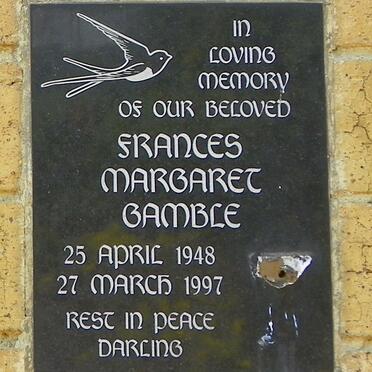 IN
LOVING
MEMORY
OF OUR BELOVED
FRANCES
MARGARET
GAMBLE
25 APRIL 1948
27 MARCH 1997
REST IN PEACE
DARLING